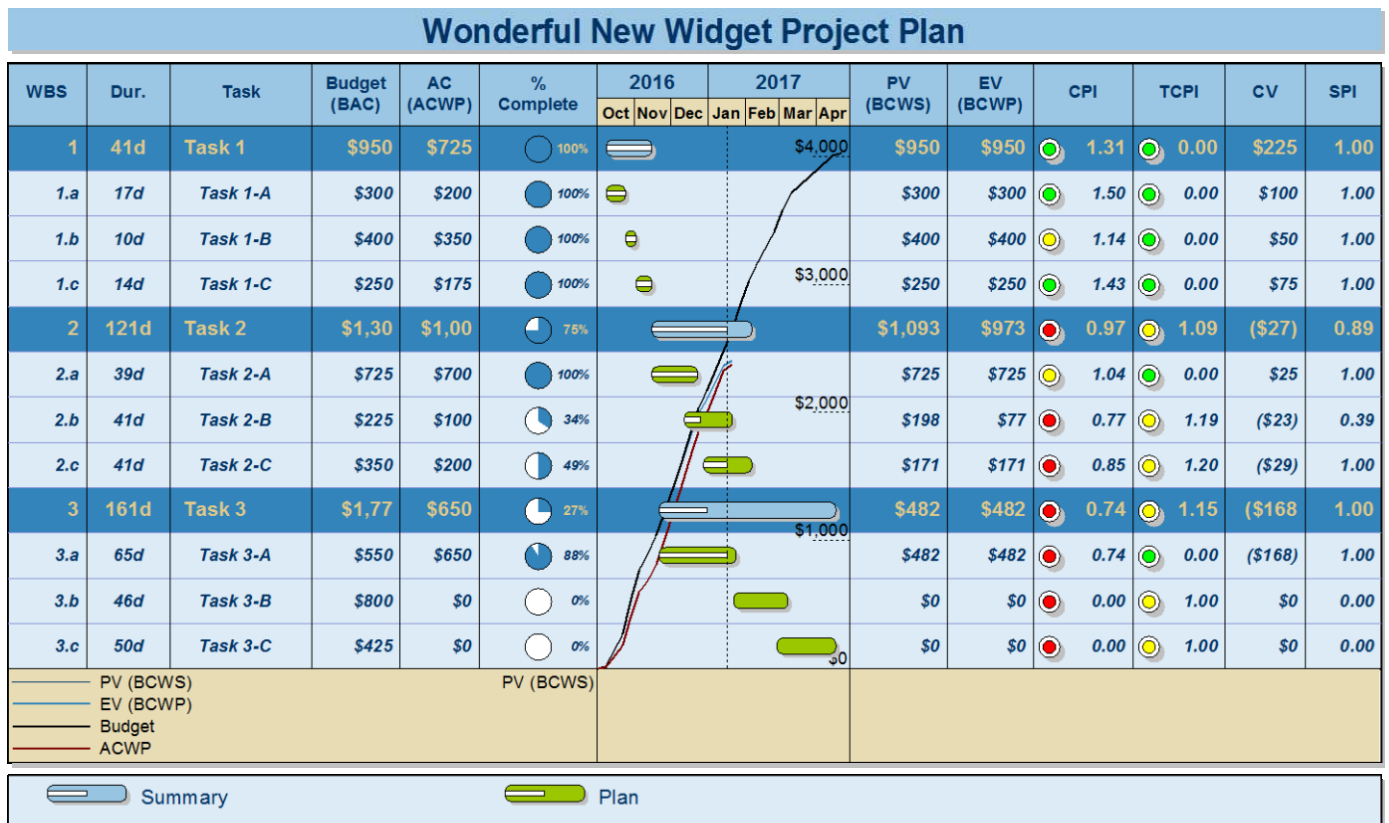 Wonderful New Widget Project Plan
WBS Dur. Task Budget (BAC) AC (ACWP) % Complete 2016 2017 PV (BCWS) EV (BCWP) CPI TCPI CV SPI
Oct Nov Dec Jan Feb Mar Apr
1 41d Task 1 $950 $725 100% $4,000 $950 $950 1.31 0.00 $225 1.00
1.a 17d Task 1-A $300 $200 100% $300 $300 1.50 0.00 $100 1.00
1.b 10d Task 1-B $400 $350 100% $400 $400 1.14 0.00 $50 1.00
1.c 14d Task 1-C $250 $175 100% $3,000 $250 $250 1.43 0.00 $75 1.00
2 121d Task 2 $1,30 $1,00 75% $1,093 $973 0.97 1.09 ($27) 0.89
2.a 39d Task 2-A $725 $700 100% $725 $725 1.04 0.00 $25 1.00
2.b 41d Task 2-B $225 $100 34% $2,000 $198 $77 0.77 1.19 ($23) 0.39
2.c 41d Task 2-C $350 $200 49% $171 $171 0.85 1.20 ($29) 1.00
3 161d Task 3 $1,77 $650 27% $1,000 $482 $482 0.74 1.15 ($168 1.00
3.a 65d Task 3-A $550 $650 88% $482 $482 0.74 0.00 ($168) 1.00
3.b 46d Task 3-B $800 $0 0% $0 $0 0.00 1.00 $0 0.00
3.c 50d Task 3-C $425 $0 0% $0 $0 $0 0.00 1.00 $0 0.00
PV (BCWS) PV (BCWS)
EV (BCWP)
Budget
ACWP
Summary Plan